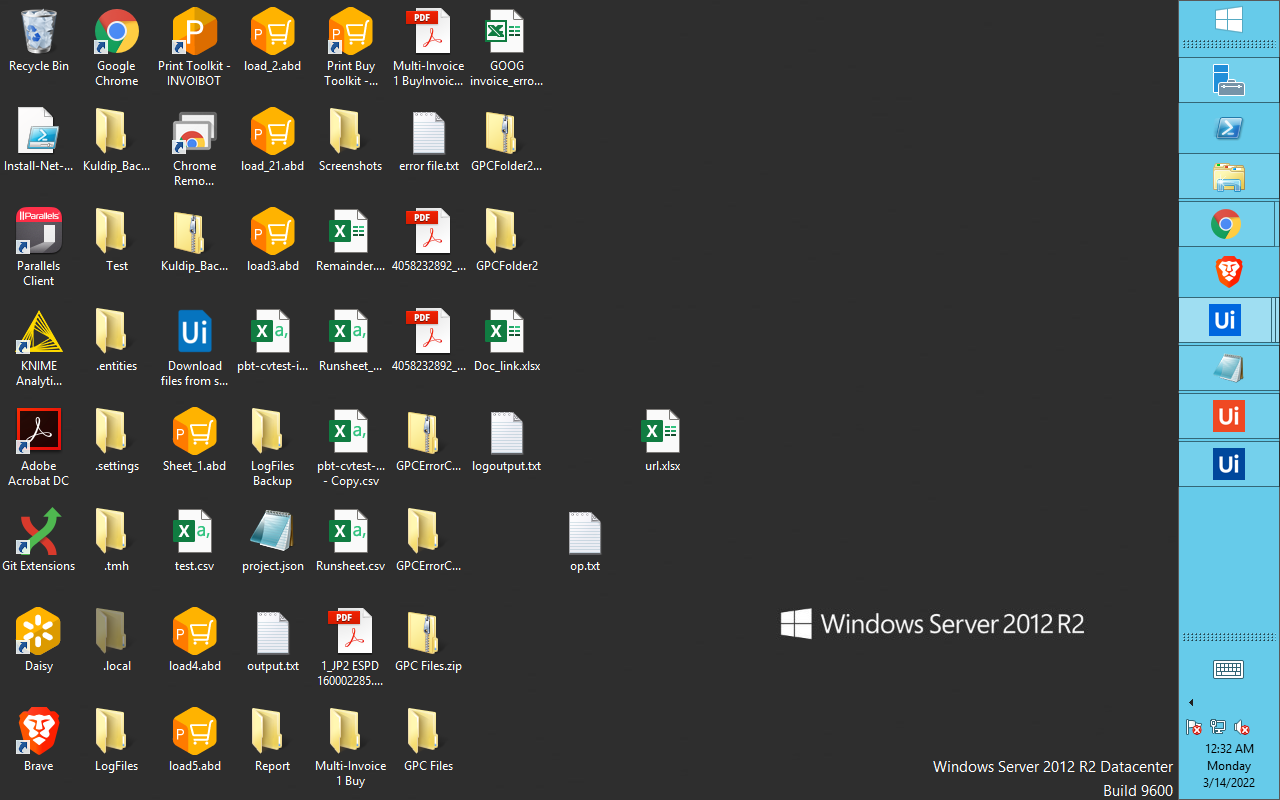 Recycle Bin
Google
Chrome
Print Toolkit -
INVOIBOT
load_2.abd
Print Buy
Toolkit -...
PDF
Multi-Invoice
1 BuyInvoic...
GOOG
invoice_erro...
Install-Net-...
Kuldip_Bac...
Chrome
Remo...
load_21.abd
Screenshots
error file.txt
GPCFolder2...
Parallels
Parallels
Client
Test
Kuldip_Bac...
load3.abd
Remainder....
PDF
4058232892_...
GPCFolder2
KNIME
Analyti...
.entities
Ui
Download
files from s...
pbt-cvtest-i...
Runsheet_...
PDF
4058232892_...
Doc_link.xlsx
Adobe
Acrobat DC
.settings
Sheet_1.abd
LogFiles
Backup
pbt-cvtest-...
- Copy.csv
GPCErrorC...
logoutput.txt
url.xlsx
Git Extensions
.tmh
test.csv
project.json
Runsheet.csv
GPCErrorC...
op.txt
Daisy
.local
load4.abd
output.txt
PDF
1_JP2 ESPD
160002285....
GPC Files.zip
Brave
LogFiles
load5.abd
Report
Multi-Invoice
1 Buy
GPC Files
Windows Server 2012 R2
Windows Server 2012 R2 Datacenter
Build 9600
Ui
Ui
Ui
12:32 AM
Monday
3/14/2022